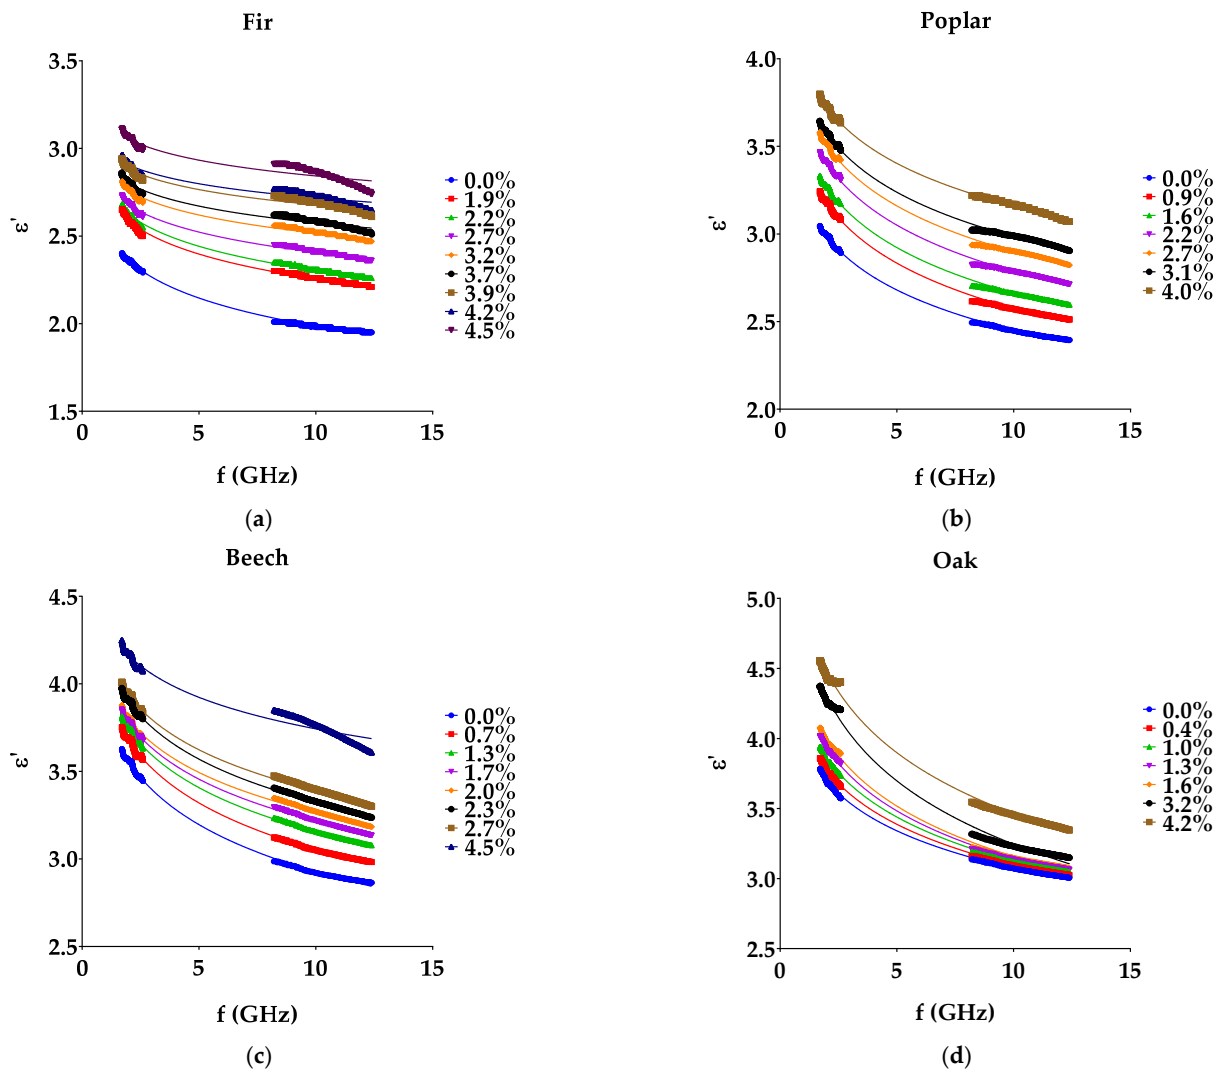 Fir
3.5
3.0
2.5
2.0
1.5
ε'
0 5 10 15
f (GHz)
0.0%
1.9%
2.2%
2.7%
3.2%
3.7%
3.9%
4.2%
4.5%
(a)
Poplar
4.0
3.5
3.0
2.5
2.0
ε'
0 5 10 15
f (GHz)
0.0%
0.9%
1.6%
2.2%
2.7%
3.1%
4.0%
(b)
Beech
4.5
4.0
3.5
3.0
2.5
ε'
0 5 10 15
f (GHz)
0.0%
0.7%
1.3%
1.7%
2.0%
2.3%
2.7%
4.5%
(c)
Oak
5.0
4.5
4.0
3.5
3.0
2.5
ε'
0 5 10 15
f (GHz)
0.0%
0.4%
1.0%
1.3%
1.6%
3.2%
4.2%
(d)